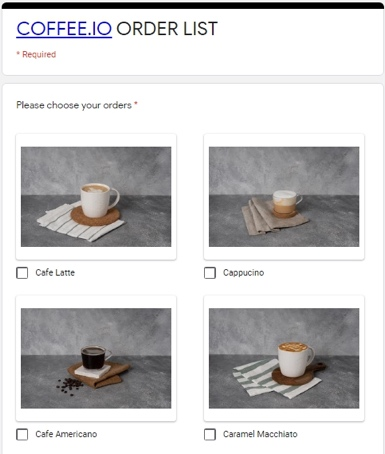 COFFEE.IO ORDER LIST
* Required
Please choose your orders *
Cafe Latte
Cappucino
Cafe Americano
Caramel Macchiato